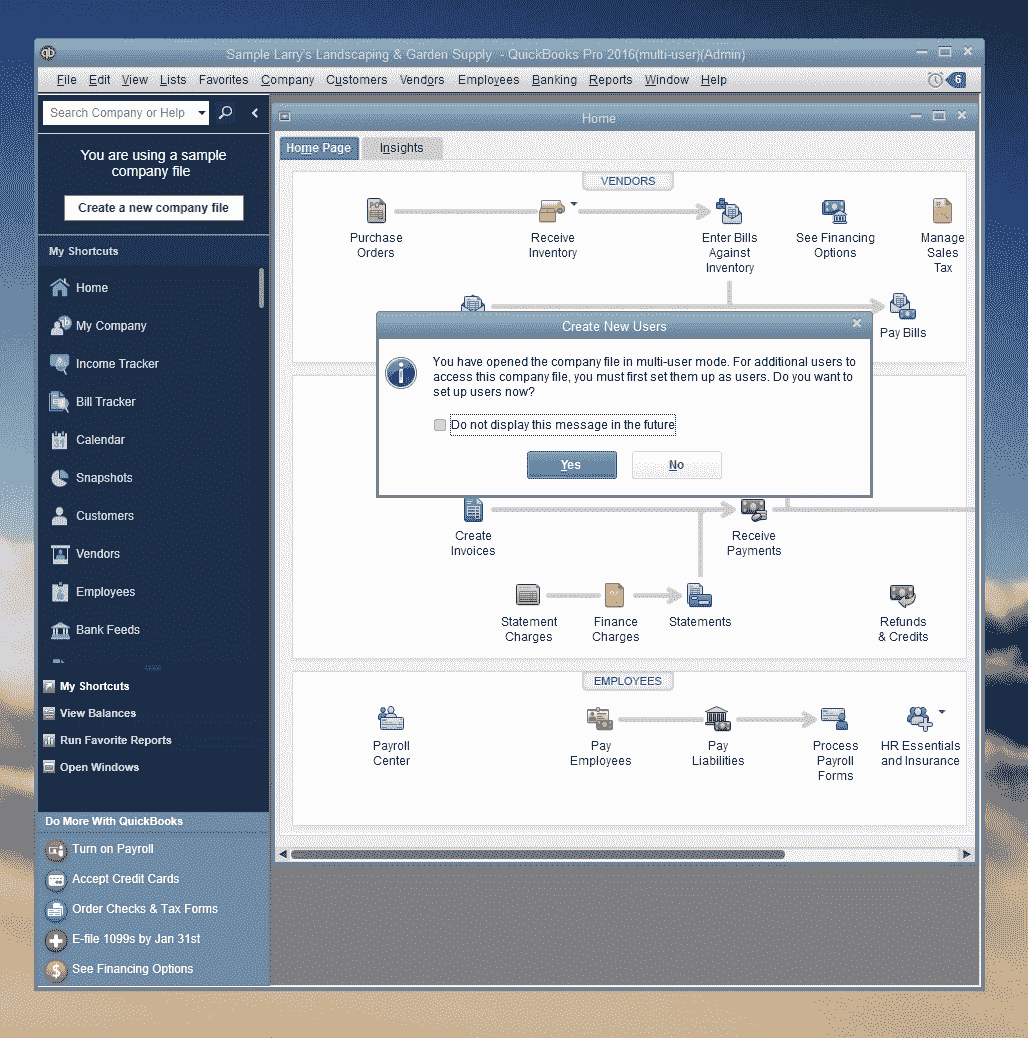 qb
Sample Larry's Landscaping & Garden Supply - QuickBooks Pro 2016(multi-user)(Admin)
File Edit View Lists Favorites Company Customers Vendors Employees Banking Reports Window Help
6
Search Company or Help
You are using a sample
company file
Create a new company file
My Shortcuts
Home
My Company
Income Tracker
Bill Tracker
Calendar
Snapshots
Customers
Vendors
Employees
Bank Feeds
My Shortcuts
View Balances
Run Favorite Reports
Open Windows
Do More With QuickBooks
Turn on Payroll
Accept Credit Cards
Order Checks & Tax Forms
E-file 1099s by Jan 31st
See Financing Options
Home
Home Page
Insights
VENDORS
Purchase
Orders
Receive
Inventory
Enter Bills
Against
Inventory
See Financing
Options
Manage
Sales
Tax
Pay Bills
Create New Users
You have opened the company file in multi-user mode. For additional users to
access this company file, you must first set them up as users. Do you want to
set up users now?
Do not display this message in the future
Yes
No
Create
Invoices
Receive
Payments
Statement
Charges
Finance
Charges
Statements
Refunds
& Credits
EMPLOYEES
Payroll
Center
Pay
Employees
Pay
Liabilities
Process
Payroll
Forms
HR Essentials
and Insurance